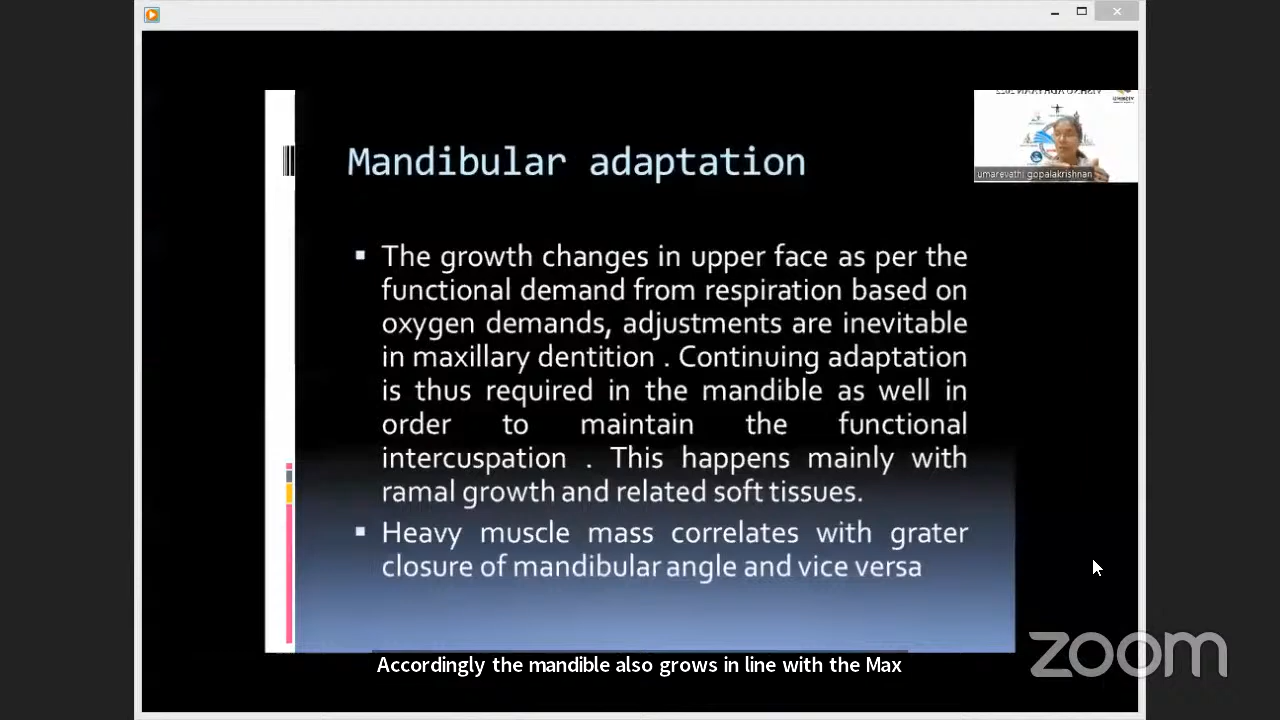 Mandibular adaptation
▪ The growth changes in upper face as per the
functional demand from respiration based on
oxygen demands, adjustments are inevitable
in maxillary dentition . Continuing adaptation
is thus required in the mandible as well in
order to maintain the functional
intercuspation . This happens mainly with
ramal growth and related soft tissues.
▪ Heavy muscle mass correlates with grater
closure of mandibular angle and vice versa
umarevathi gopalakrishnan
Accordingly the mandible also grows in line with the Max
zoom